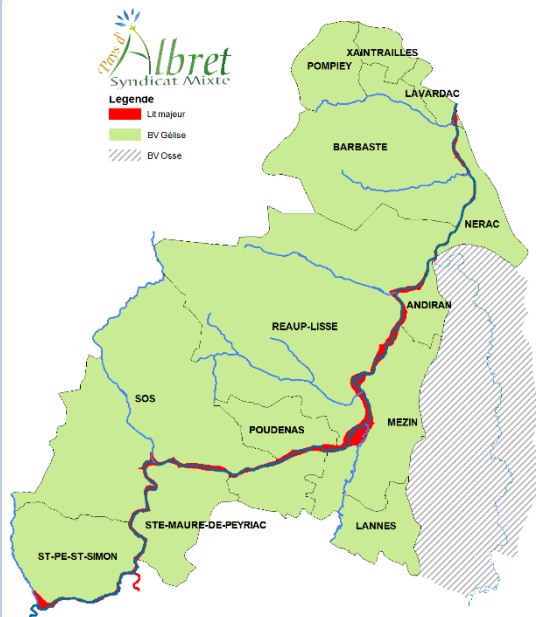 Pays d'
Albret
Syndicat Mixte
Legende
Lit majeur
BV Gélise
BV Osse
XAINTRAILLES
POMPIEY
LAVARDAC
BARBASTE
NERAC
ANDIRAN
REAUP-LISSE
SOS
MEZIN
POUDENAS
STE-MAURE-DE-PEYRIAC
LANNES
ST-PE-ST-SIMON